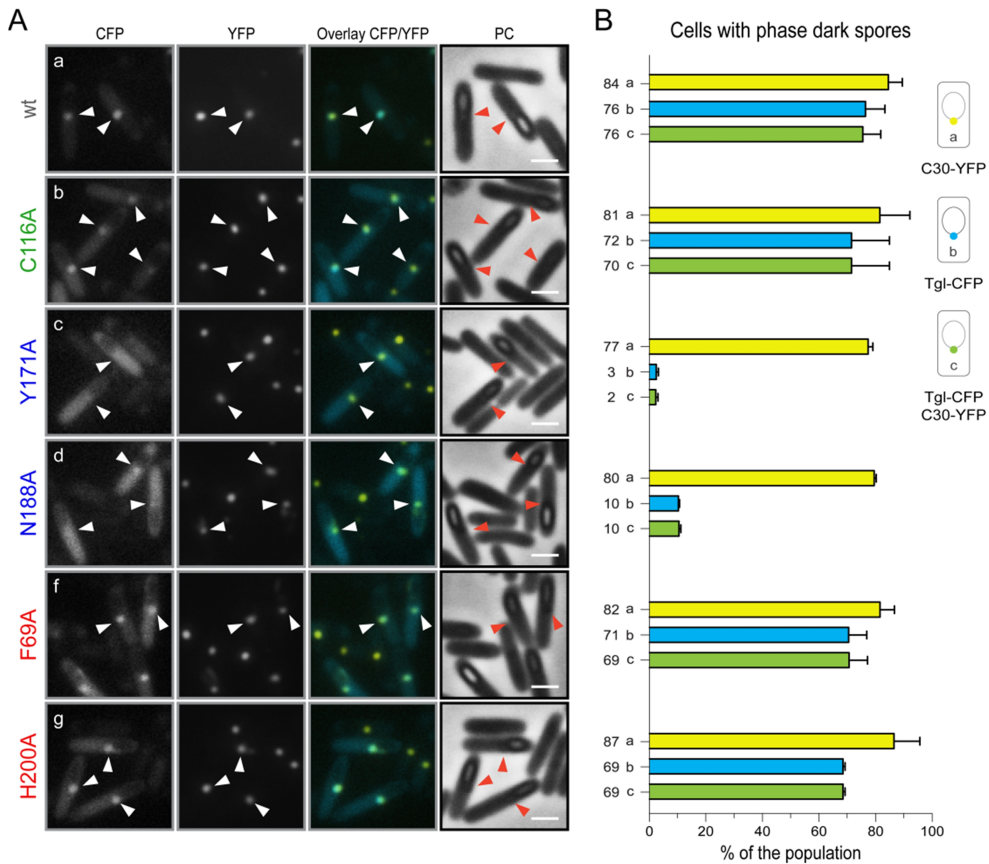 A
CFP
YFP
Overlay CFP/YFP
PC
wt
a
C116A
b
Y171A
c
N188A
d
F69A
f
H200A
g
B
Cells with phase dark spores
84 a
76 b
76 c
81 a
72 b
70 c
77 a
3 b
2 c
80 a
10 b
10 c
82 a
71 b
69 c
87 a
69 b
69 c
0
20
40
60
80
100
% of the population
a
C30-YFP
b
Tgl-CFP
c
Tgl-CFP
C30-YFP